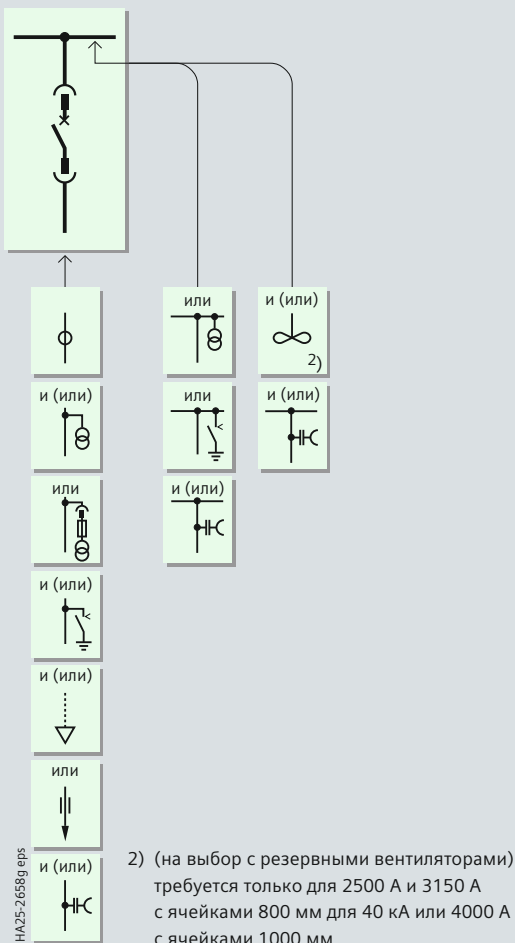 или
и (или)
2)
или
и (или)
и (или)
и (или)
или
и (или)
и (или)
или
и (или)
HA25-2658g eps
2) (на выбор с резервными вентиляторами)
требуется только для 2500 А и 3150 А
с ячейками 800 мм для 40 кА или 4000 А
с ячейками 1000 мм